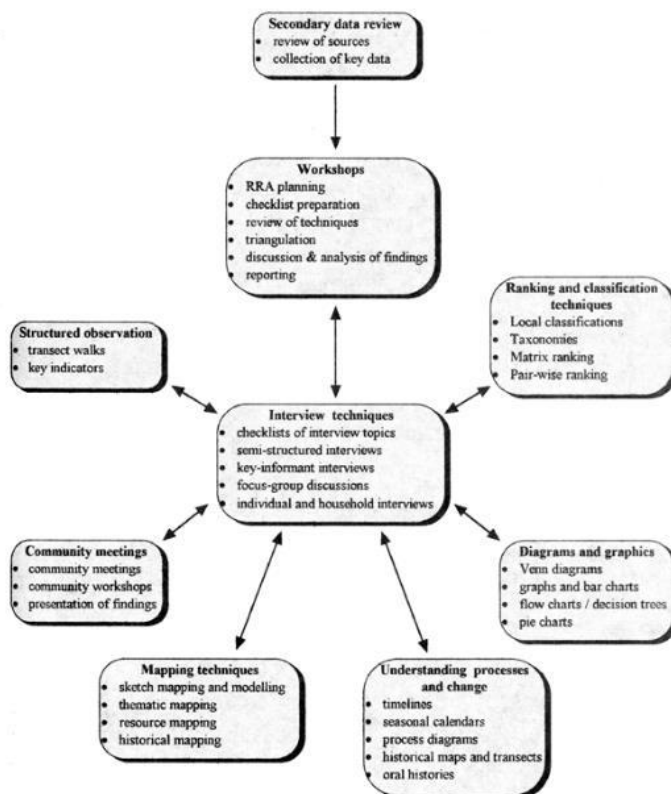 Secondary data review
• review of sources
• collection of key data
Workshops
• RRA planning
• checklist preparation
• review of techniques
• triangulation
• discussion & analysis of findings
• reporting
Ranking and classification
techniques
• Local classifications
• Taxonomies
• Matrix ranking
• Pair-wise ranking
Structured observation
• transect walks
• key indicators
Interview techniques
• checklists of interview topics
• semi-structured interviews
• key-informant interviews
• focus-group discussions
• individual and household interviews
Community meetings
• community meetings
• community workshops
• presentation of findings
Diagrams and graphics
• Venn diagrams
• graphs and bar charts
• flow charts / decision trees
• pie charts
Mapping techniques
• sketch mapping and modelling
• thematic mapping
• resource mapping
• historical mapping
Understanding processes
and change
• timelines
• seasonal calendars
• process diagrams
• historical maps and transects
• oral histories